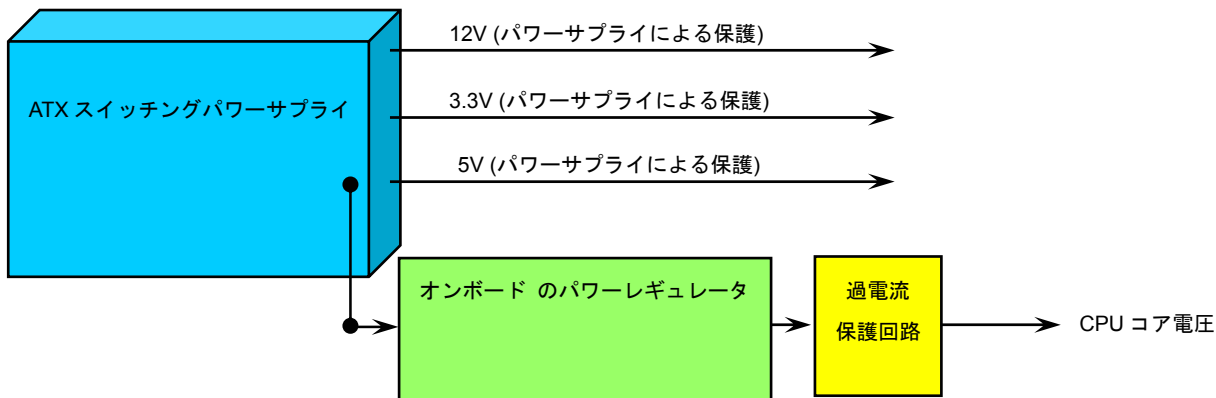 12V (パワーサプライによる保護)
ATX スイッチングパワーサプライ
3.3V (パワーサプライによる保護)
5V (パワーサプライによる保護)
オンボード のパワーレギュレータ
過電流
保護回路
CPU コア電圧